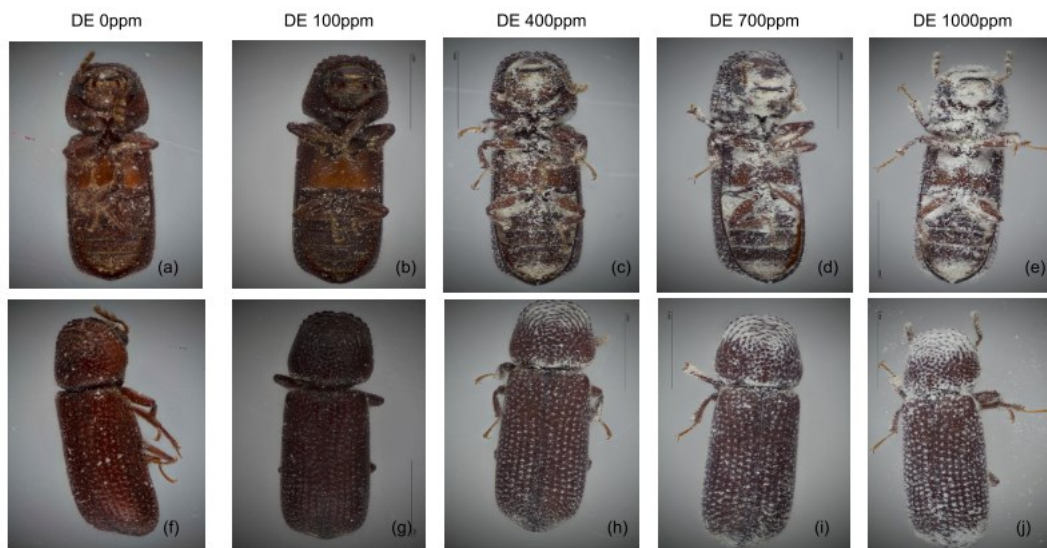 DE 0ppm DE 100ppm DE 400ppm DE 700ppm DE 1000ppm
(a) (b) (c) (d) (e)
(f) (g) (h) (i) (j)